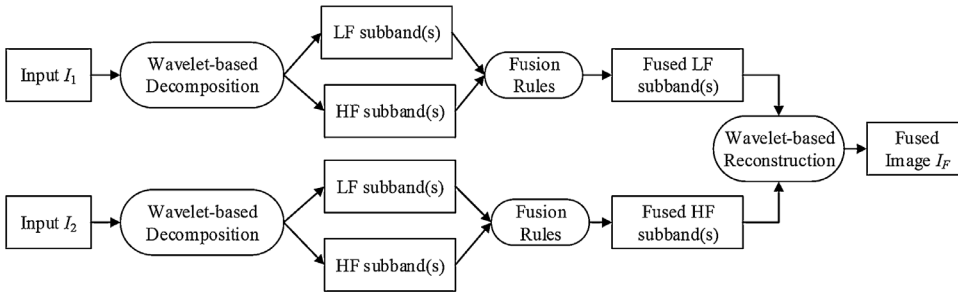 Input I₁
Wavelet-based
Decomposition
LF subband(s)
HF subband(s)
Fusion
Rules
Fused LF
subband(s)
Wavelet-based
Reconstruction
Fused
Image I_F
Input I₂
Wavelet-based
Decomposition
LF subband(s)
HF subband(s)
Fusion
Rules
Fused HF
subband(s)